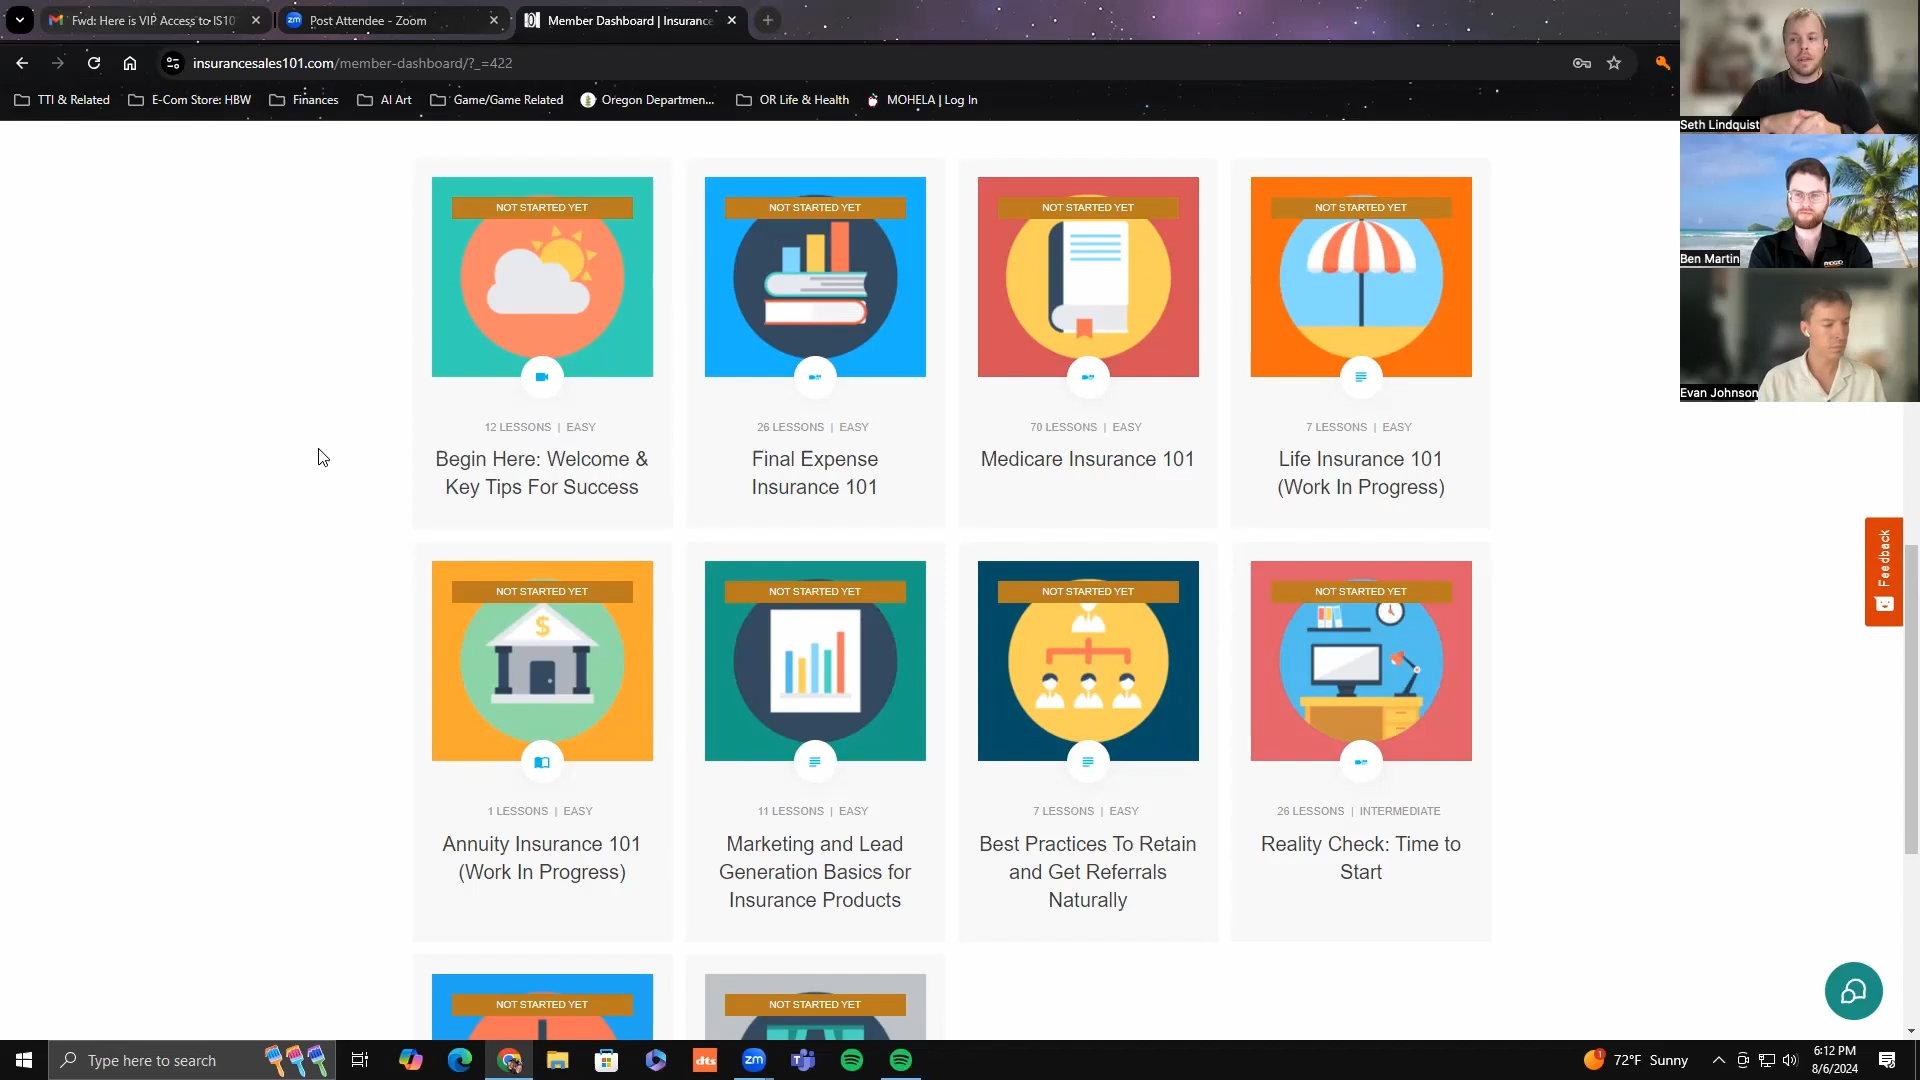 Fwd: Here is VIP Access to IS10
Post Attendee - Zoom
Member Dashboard | Insurance
insurancesales101.com/member-dashboard/?_=422
TTI & Related
E-Com Store: HBW
Finances
AI Art
Game/Game Related
Oregon Departmen...
OR Life & Health
MOHELA | Log In
Seth Lindquist
Ben Martin
Evan Johnson
NOT STARTED YET
NOT STARTED YET
NOT STARTED YET
NOT STARTED YET
12 LESSONS | EASY
26 LESSONS | EASY
70 LESSONS | EASY
7 LESSONS | EASY
Begin Here: Welcome &
Key Tips For Success
Final Expense
Insurance 101
Medicare Insurance 101
Life Insurance 101
(Work In Progress)
NOT STARTED YET
NOT STARTED YET
NOT STARTED YET
NOT STARTED YET
$
1 LESSONS | EASY
11 LESSONS | EASY
7 LESSONS | EASY
26 LESSONS | INTERMEDIATE
Annuity Insurance 101
(Work In Progress)
Marketing and Lead
Generation Basics for
Insurance Products
Best Practices To Retain
and Get Referrals
Naturally
Reality Check: Time to
Start
NOT STARTED YET
NOT STARTED YET
Feedback
Type here to search
dts
zm
72°F Sunny
6:12 PM
8/6/2024